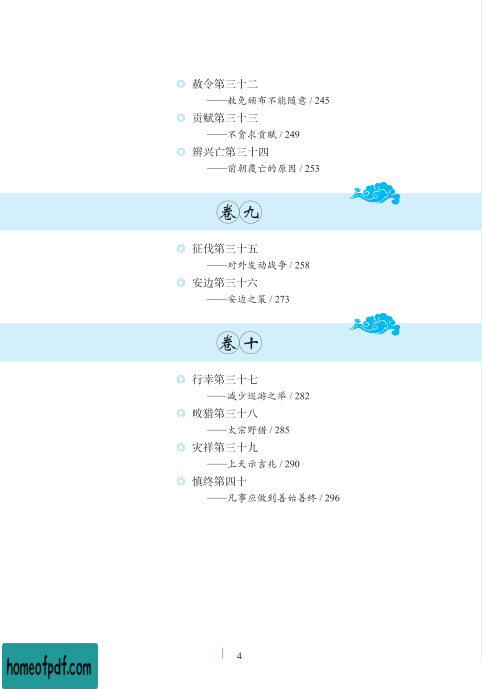 赦令第三十二
——赦免颁布不能随意 / 245
贡赋第三十三
——不贪求贡赋 / 249
辨兴亡第三十四
——前朝覆亡的原因 / 253
卷九
征伐第三十五
——对外发动战争 / 258
安边第三十六
——安边之策 / 273
卷十
行幸第三十七
——减少巡游之举 / 282
畋猎第三十八
——太宗野猎 / 285
灾祥第三十九
——上天示吉兆 / 290
慎终第四十
——凡事应做到善始善终 / 296
4
homeofpdf.com